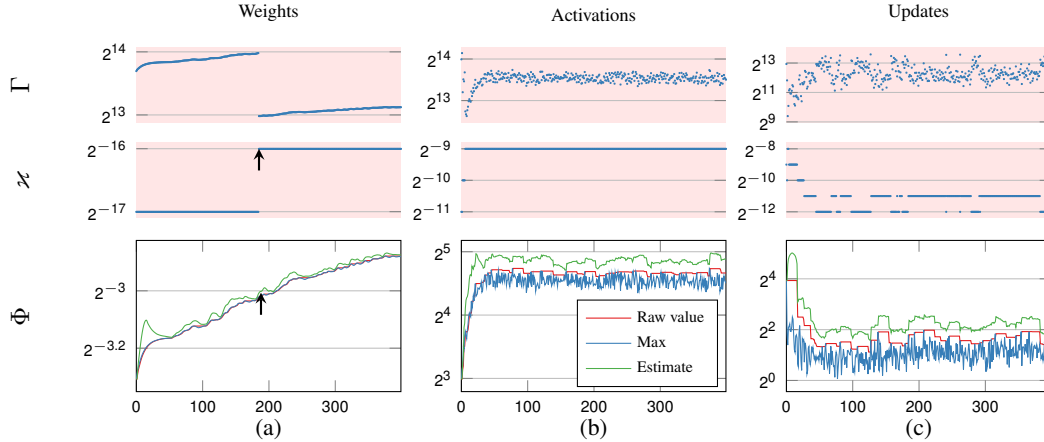 Weights Activations Updates
Γ
2^14
2^13
2^14
2^13
2^13
2^11
2^9
ϰ
2^−16
2^−17
2^−9
2^−10
2^−11
2^−8
2^−10
2^−12
Φ
2^−3
2^−3.2
0 100 200 300
2^5
2^4
2^3
0 100 200 300
Raw value
Max
Estimate
2^4
2^2
2^0
0 100 200 300
(a) (b) (c)